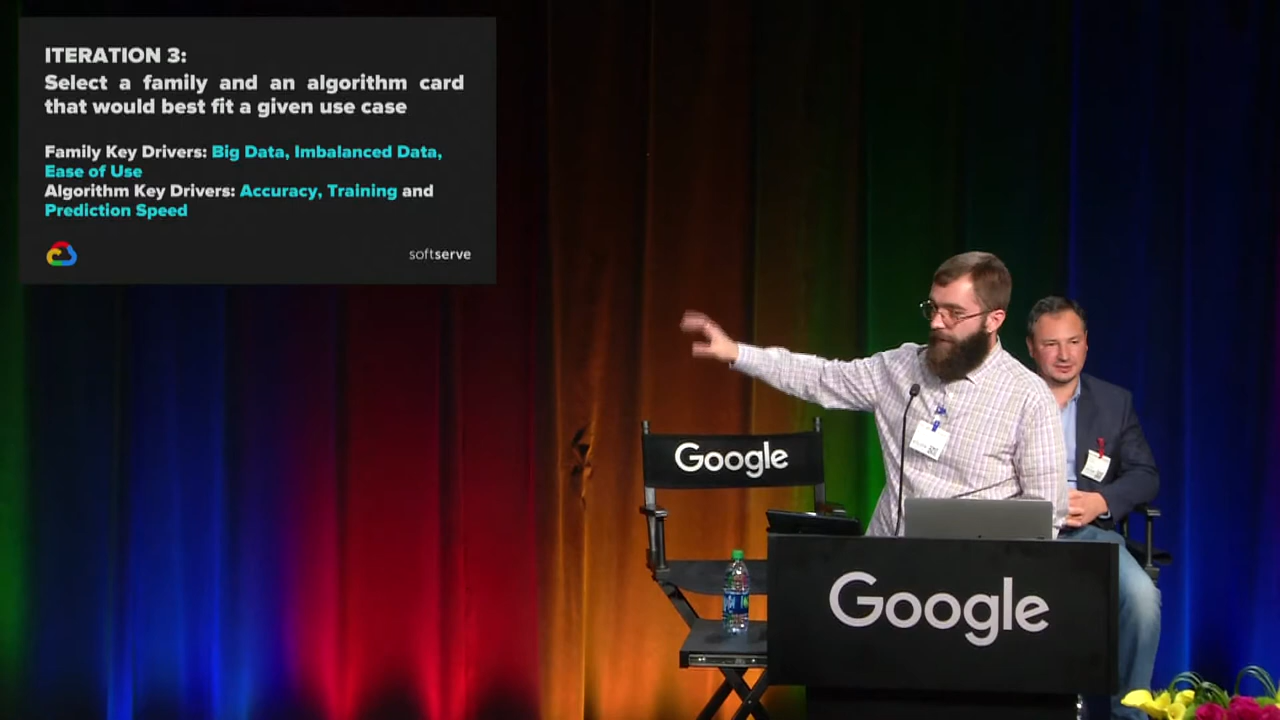 ITERATION 3:
Select a family and an algorithm card
that would best fit a given use case
Family Key Drivers: Big Data, Imbalanced Data,
Ease of Use
Algorithm Key Drivers: Accuracy, Training and
Prediction Speed
softserve
Google
Google